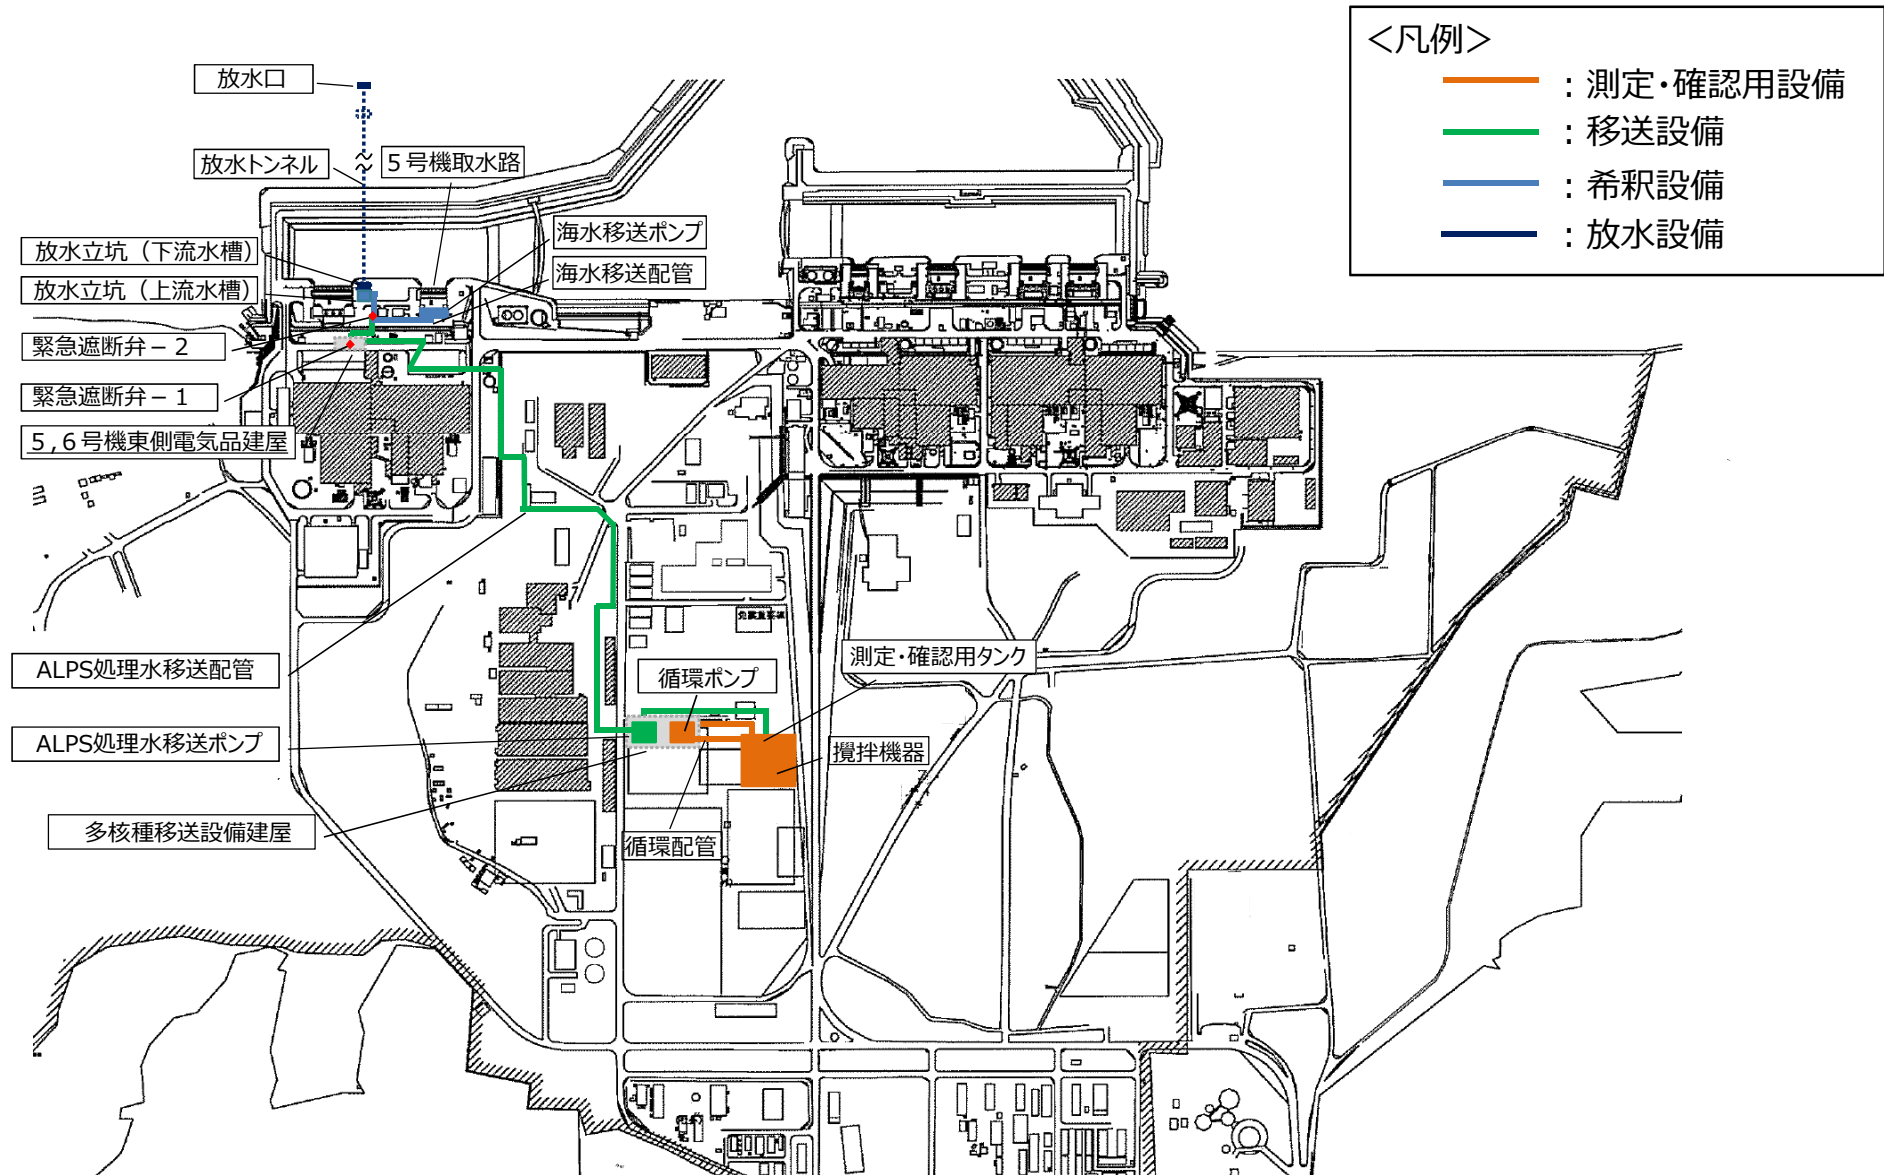 <凡例>
：測定・確認用設備
：移送設備
：希釈設備
：放水設備
放水口
放水トンネル
５号機取水路
海水移送ポンプ
海水移送配管
放水立坑（下流水槽）
放水立坑（上流水槽）
緊急遮断弁－２
緊急遮断弁－１
５,６号機東側電気品建屋
ALPS処理水移送配管
測定・確認用タンク
循環ポンプ
ALPS処理水移送ポンプ
攪拌機器
多核種移送設備建屋
循環配管